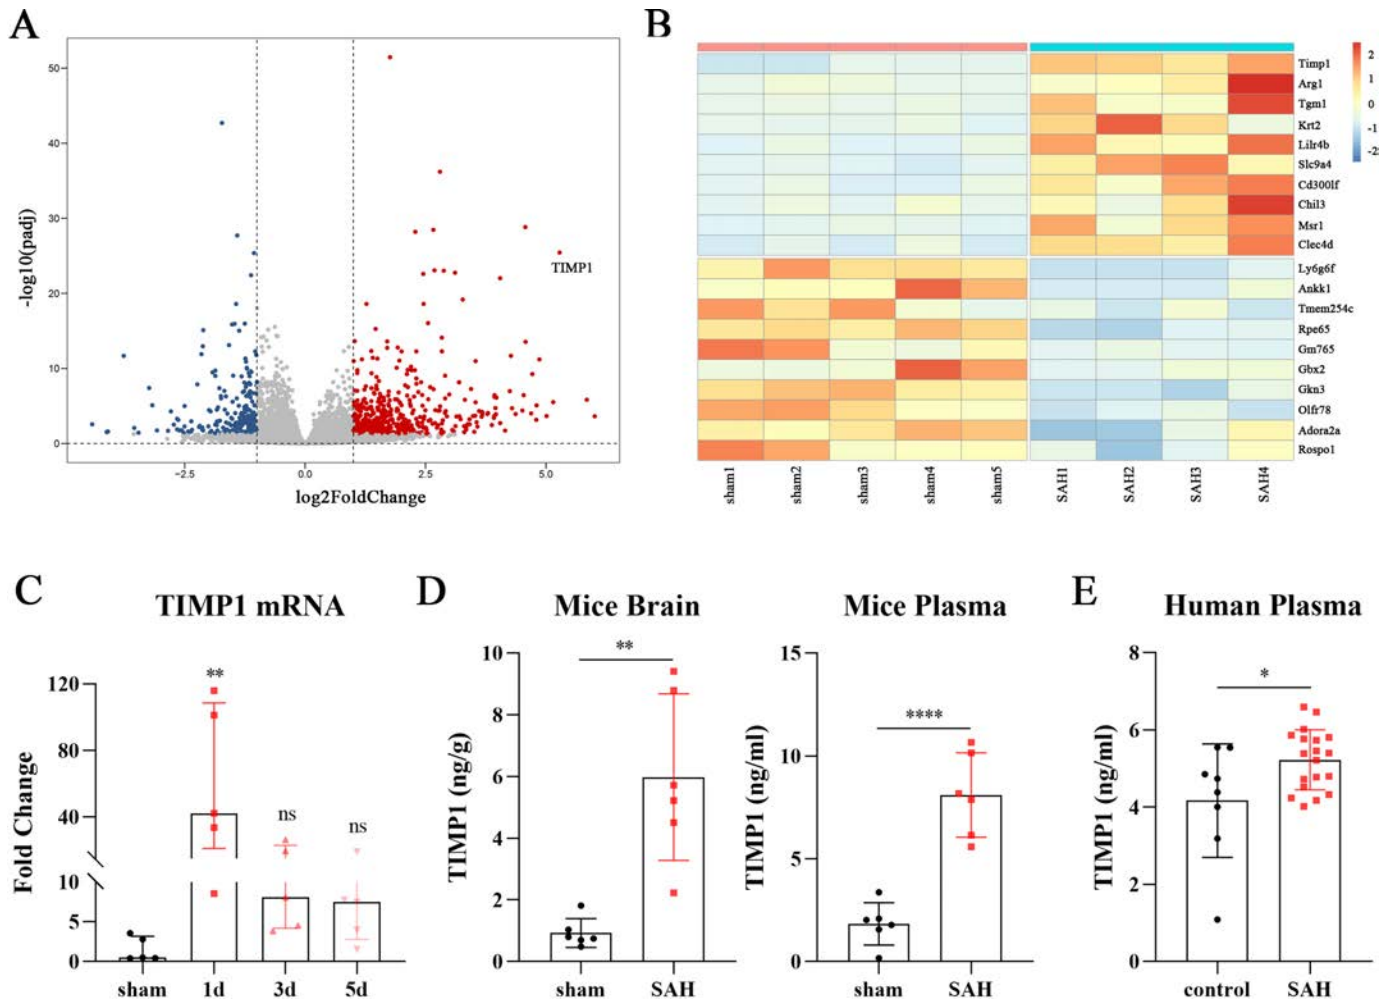 A
50
40
30
20
10
0
-log10(padj)
TIMP1
-2.5
0.0
2.5
5.0
log2FoldChange
B
Timp1
Arg1
Tgm1
Krt2
Lilr4b
Slc9a4
Cd300lf
Chil3
Msr1
Clec4d
Ly6g6f
Ankk1
Tmem254c
Rpe65
Gm765
Gbx2
Gkn3
Olfr78
Adora2a
Rospo1
2
1
0
-1
-2
sham1
sham2
sham3
sham4
sham5
SAH1
SAH2
SAH3
SAH4
C
TIMP1 mRNA
Fold Change
120
80
40
10
5
0
**
ns
ns
sham
1d
3d
5d
D
Mice Brain
TIMP1 (ng/g)
10
8
6
4
2
0
**
sham
SAH
Mice Plasma
TIMP1 (ng/ml)
15
10
5
0
****
sham
SAH
E
Human Plasma
TIMP1 (ng/ml)
8
6
4
2
0
*
control
SAH